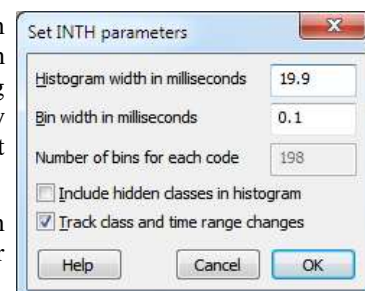 Set INTH parameters
Histogram width in milliseconds 19.9
Bin width in milliseconds 0.1
Number of bins for each code 198
Include hidden classes in histogram
Track class and time range changes
Help Cancel OK